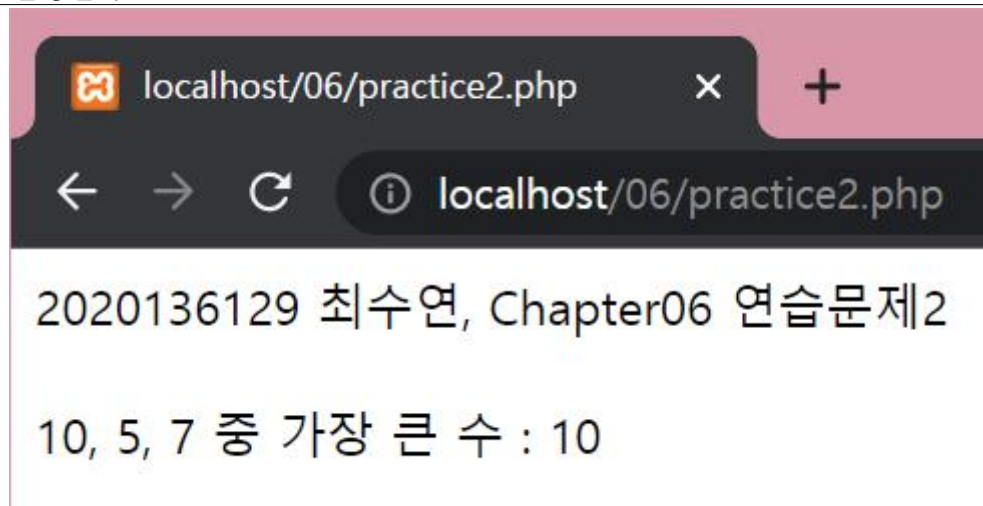 localhost/06/practice2.php
localhost/06/practice2.php
2020136129 최수연, Chapter06 연습문제2
10, 5, 7 중 가장 큰 수 : 10